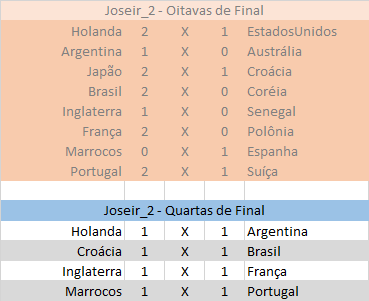 Joseir_2 - Oitavas de Final
Holanda 2 X 1 EstadosUnidos
Argentina 1 X 0 Austrália
Japão 2 X 1 Croácia
Brasil 2 X 0 Coréia
Inglaterra 1 X 0 Senegal
França 2 X 0 Polônia
Marrocos 0 X 1 Espanha
Portugal 2 X 1 Suíça
Joseir_2 - Quartas de Final
Holanda 1 X 1 Argentina
Croácia 1 X 1 Brasil
Inglaterra 1 X 1 França
Marrocos 1 X 1 Portugal